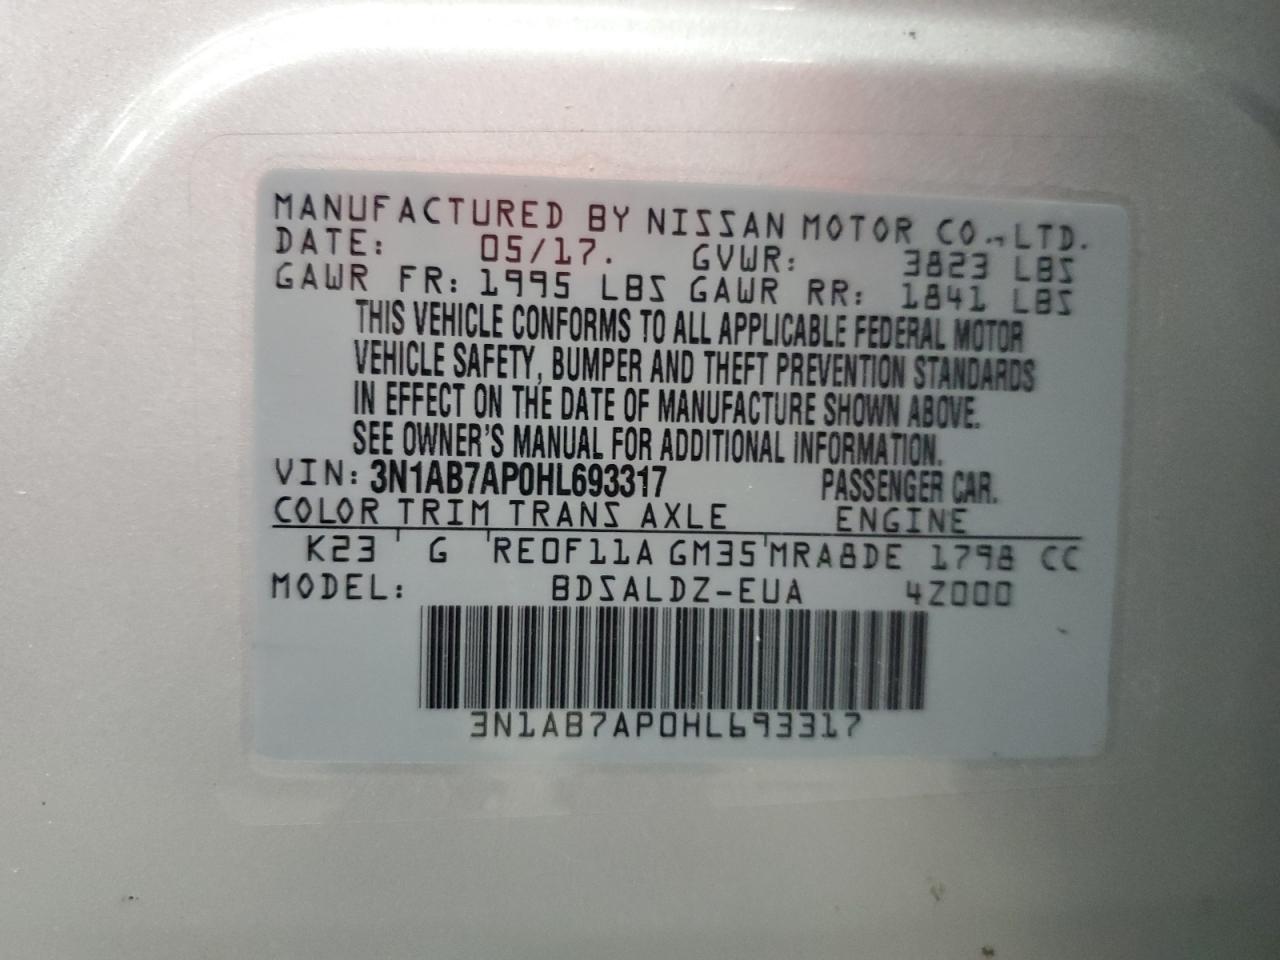 MANUFACTURED BY NISSAN MOTOR CO., LTD.
DATE: 05/17. GVWR: 3823 LBS
GAWR FR: 1995 LBS GAWR RR: 1841 LBS
THIS VEHICLE CONFORMS TO ALL APPLICABLE FEDERAL MOTOR
VEHICLE SAFETY, BUMPER AND THEFT PREVENTION STANDARDS
IN EFFECT ON THE DATE OF MANUFACTURE SHOWN ABOVE.
SEE OWNER'S MANUAL FOR ADDITIONAL INFORMATION.
VIN: 3N1AB7AP0HL693317 PASSENGER CAR.
COLOR TRIM TRANS AXLE ENGINE
K23 ' G 'RE0F11A GM35'MRA8DE 1798 CC
MODEL: BDSALDZ-EUA 4Z000
3N1AB7AP0HL693317